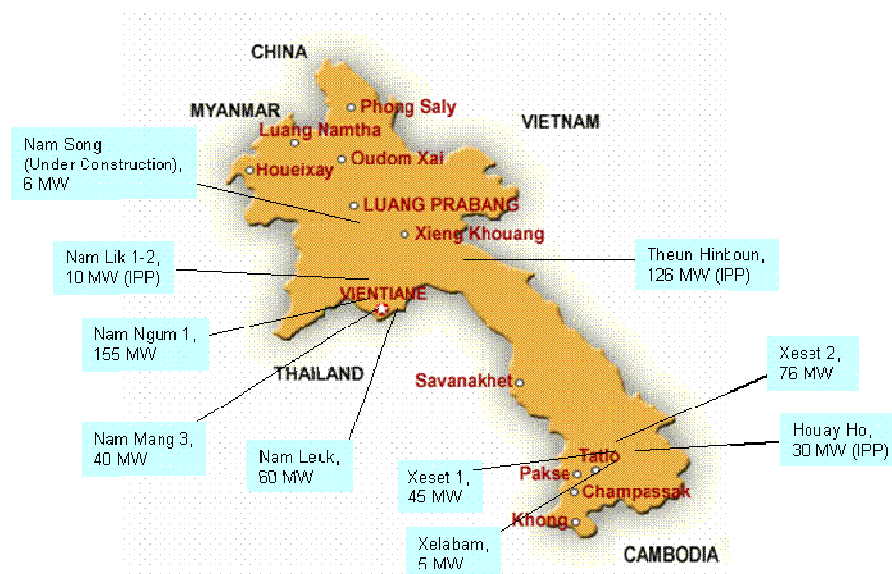 CHINA
MYANMAR
Phong Saly
VIETNAM
Luang Namtha
Nam Song
(Under Construction),
6 MW
Oudom Xai
Houeixay
LUANG PRABANG
Xieng Khouang
Nam Lik 1-2,
10 MW (IPP)
Theun Hinboun,
126 MW (IPP)
VIENTIANE
Nam Ngum 1,
155 MW
THAILAND
Savanakhet
Xeset 2,
76 MW
Nam Mang 3,
40 MW
Nam Leuk,
60 MW
Houay Ho,
30 MW (IPP)
Tatlo
Xeset 1,
45 MW
Pakse
Champassak
Khong
Xelabam,
5 MW
CAMBODIA